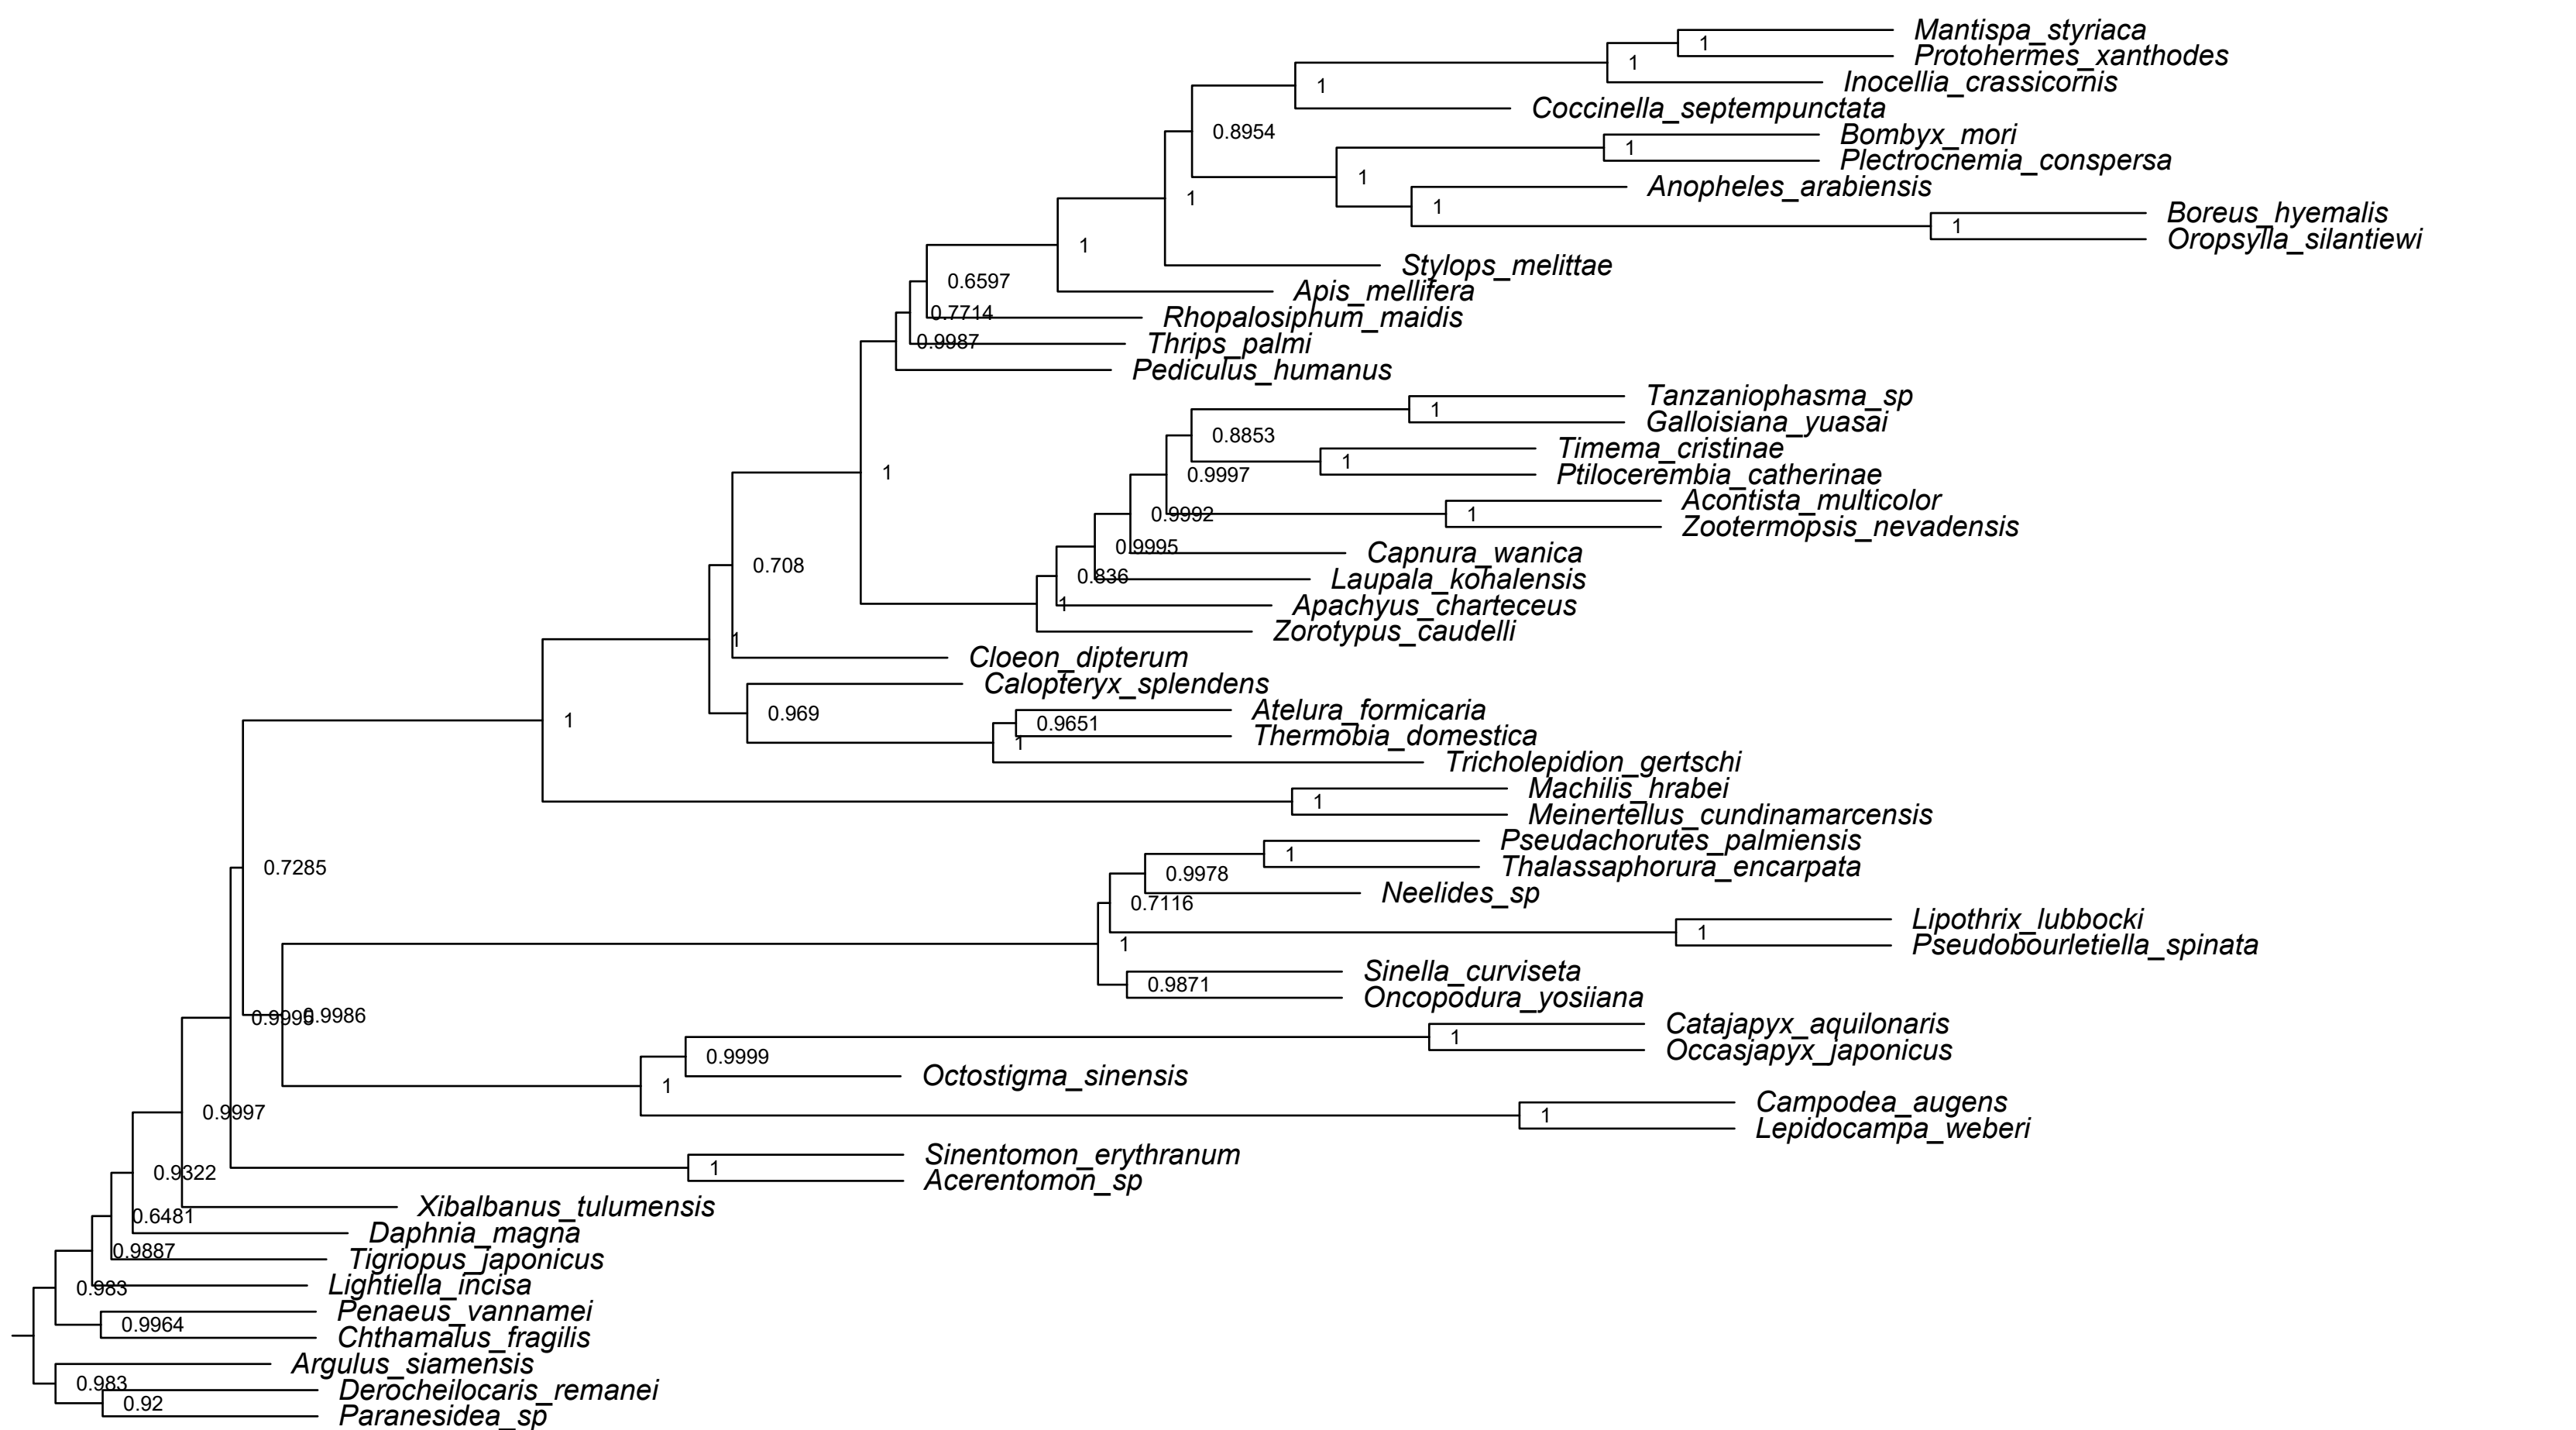 Mantispa_styriaca
1
Protohermes_xanthodes
1
Inocellia_crassicornis
1
Coccinella_septempunctata
0.8954
Bombyx_mori
1
Plectrocnemia_conspersa
1
Anopheles_arabiensis
1
1
Boreus_hyemalis
1
Oropsylla_silantiewi
1
Stylops_melittae
0.6597
Apis_mellifera
0.7714
Rhopalosiphum_maidis
0.9987
Thrips_palmi
Pediculus_humanus
Tanzaniophasma_sp
1
Galloisiana_yuasai
0.8853
Timema_cristinae
1
Ptilocerembia_catherinae
0.9997
1
Acontista_multicolor
0.9992
1
Zootermopsis_nevadensis
0.9995
Capnura_wanica
0.708
0.836
Laupala_kohalensis
1
Apachyus_charteceus
Zorotypus_caudelli
1
Cloeon_dipterum
Calopteryx_splendens
0.969
Atelura_formicaria
0.9651
1
Thermobia_domestica
1
Tricholepidion_gertschi
Machilis_hrabei
1
Meinertellus_cundinamarcensis
Pseudachorutes_palmiensis
1
Thalassaphorura_encarpata
0.7285
0.9978
Neelides_sp
0.7116
Lipothrix_lubbocki
1
1
Pseudobourletiella_spinata
Sinella_curviseta
0.9871
Oncopodura_yosiiana
0.9986
Catajapyx_aquilonaris
1
Occasjapyx_japonicus
0.9999
Octostigma_sinensis
1
Campodea_augens
0.9997
1
Lepidocampa_weberi
Sinentomon_erythranum
1
0.9322
Acerentomon_sp
Xibalbanus_tulumensis
0.6481
Daphnia_magna
0.9887
Tigriopus_japonicus
0.983
Lightiella_incisa
Penaeus_vannamei
0.9964
Chthamalus_fragilis
Argulus_siamensis
0.983
Derocheilocaris_remanei
0.92
Paranesidea_sp